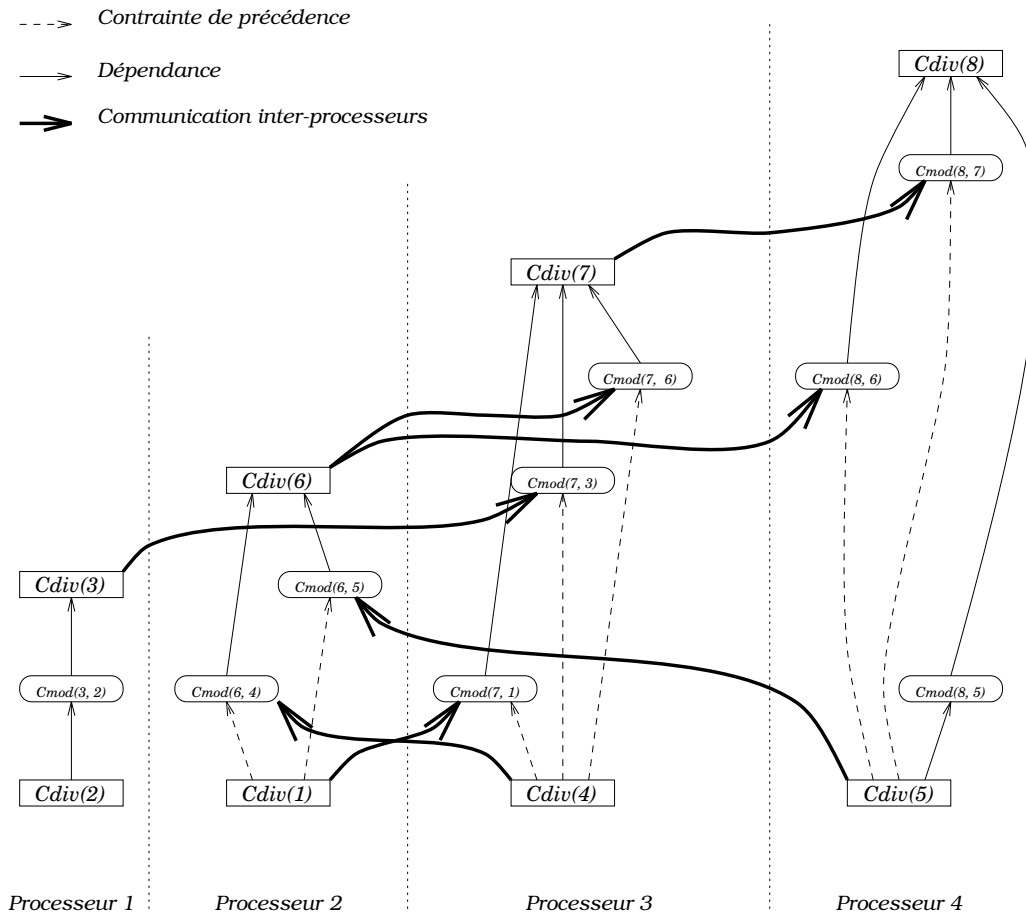 Contrainte de précédence
Dépendance
Communication inter-processeurs
Cdiv(8)
Cmod(8, 7)
Cdiv(7)
Cmod(7, 6)
Cmod(8, 6)
Cdiv(6)
Cmod(7, 3)
Cdiv(3)
Cmod(6, 5)
Cmod(3, 2)
Cmod(6, 4)
Cmod(7, 1)
Cmod(8, 5)
Cdiv(2)
Cdiv(1)
Cdiv(4)
Cdiv(5)
Processeur 1
Processeur 2
Processeur 3
Processeur 4